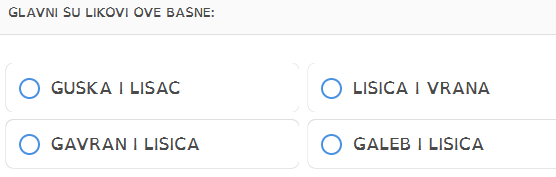 GLAVNI SU LIKOVI OVE BASNE:
GUSKA I LISAC
LISICA I VRANA
GAVRAN I LISICA
GALEB I LISICA